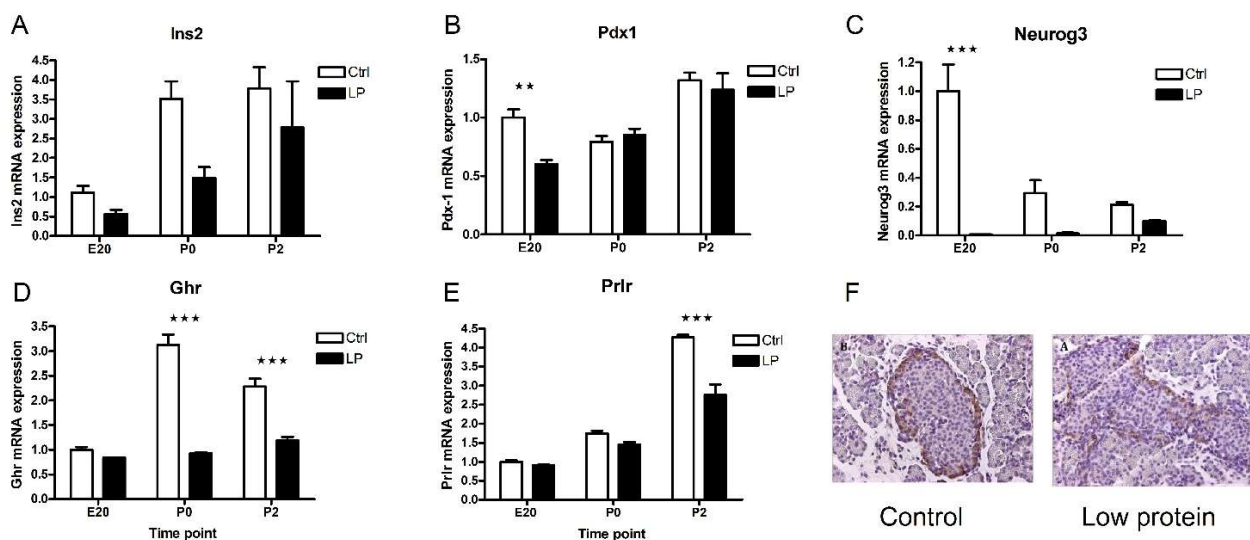 A
Ins2
Ins2 mRNA expression
4.5
4.0
3.5
3.0
2.5
2.0
1.5
1.0
0.5
0.0
E20
P0
P2
Ctrl
LP
B
Pdx1
Pdx-1 mRNA expression
1.5
1.0
0.5
0.0
★★
E20
P0
P2
Ctrl
LP
C
Neurog3
Neurog3 mRNA expression
1.2
1.0
0.8
0.6
0.4
0.2
0.0
★★★
E20
P0
P2
Ctrl
LP
D
Ghr
Ghr mRNA expression
3.5
3.0
2.5
2.0
1.5
1.0
0.5
0.0
★★★
★★★
E20
P0
P2
Time point
Ctrl
LP
E
Prlr
Prlr mRNA expression
4.5
4.0
3.5
3.0
2.5
2.0
1.5
1.0
0.5
0.0
★★★
E20
P0
P2
Time point
Ctrl
LP
F
B
A
Control
Low protein